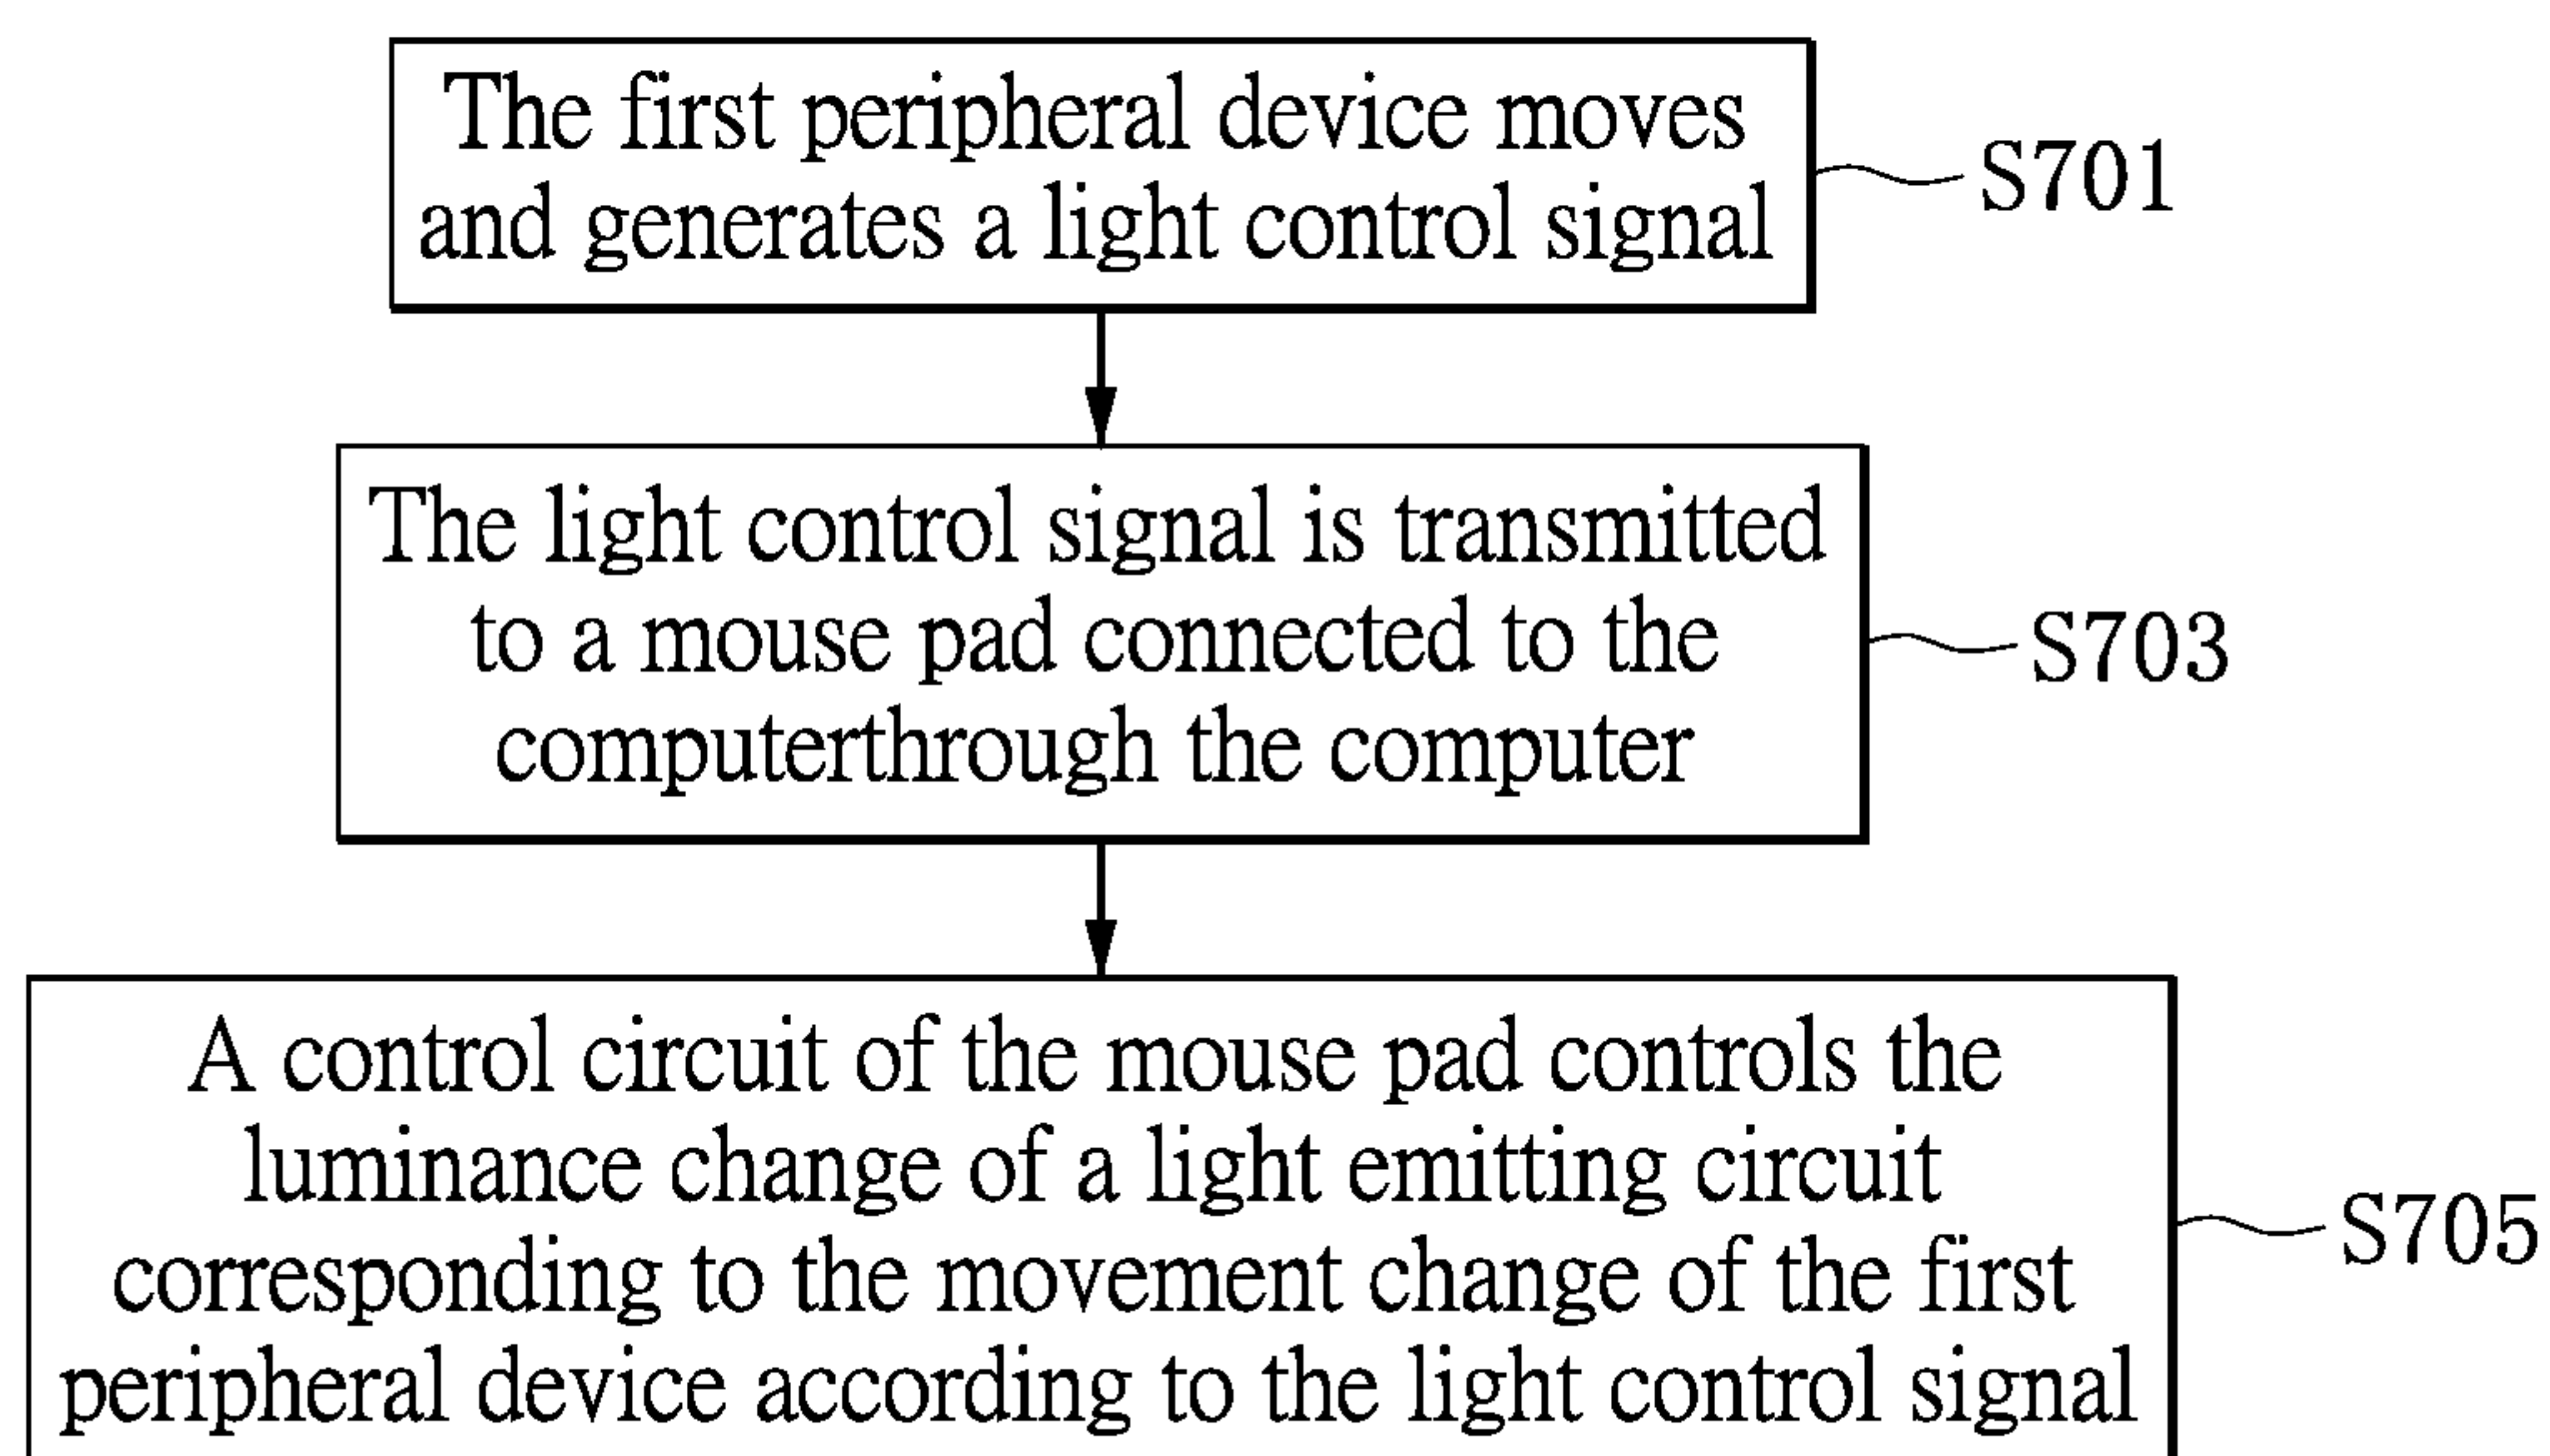 The first peripheral device moves
and generates a light control signal
S701
The light control signal is transmitted
to a mouse pad connected to the
computerthrough the computer
S703
A control circuit of the mouse pad controls the
luminance change of a light emitting circuit
corresponding to the movement change of the first
peripheral device according to the light control signal
S705